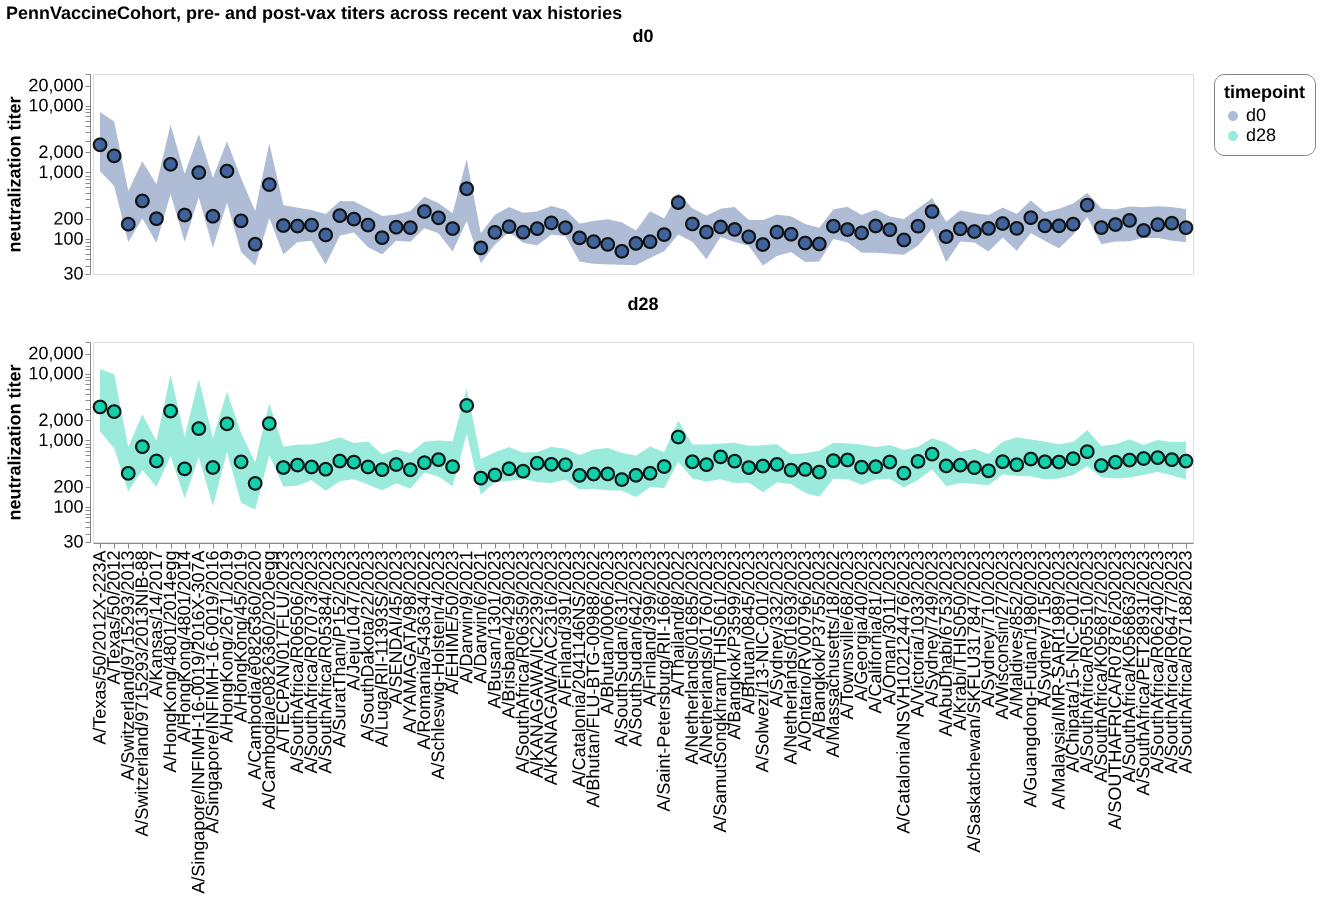 PennVaccineCohort, pre- and post-vax titers across recent vax histories
d0
neutralization titer
20,000
10,000
2,000
1,000
200
100
30
timepoint
d0
d28
d28
neutralization titer
20,000
10,000
2,000
1,000
200
100
30
A/Texas/50/2012X-223A
A/Texas/50/2012
A/Switzerland/9715293/2013
A/Switzerland/9715293/2013NIB-88
A/Kansas/14/2017
A/HongKong/4801/2014egg
A/HongKong/4801/2014
A/Singapore/INFIMH-16-0019/2016X-307A
A/Singapore/INFIMH-16-0019/2016
A/HongKong/2671/2019
A/HongKong/45/2019
A/Cambodia/e0826360/2020
A/Cambodia/e0826360/2020egg
A/TECPAN/017FLU/2023
A/SouthAfrica/R06506/2023
A/SouthAfrica/R07073/2023
A/SouthAfrica/R05384/2023
A/SuratThani/P152/2023
A/Jeju/1047/2023
A/SouthDakota/22/2023
A/Luga/RII-11393S/2023
A/SENDAI/45/2023
A/YAMAGATA/98/2023
A/Romania/543634/2022
A/Schleswig-Holstein/4/2023
A/EHIME/50/2023
A/Darwin/9/2021
A/Darwin/6/2021
A/Busan/1301/2023
A/Brisbane/429/2023
A/SouthAfrica/R06359/2023
A/KANAGAWA/IC2239/2023
A/KANAGAWA/AC2316/2023
A/Finland/391/2023
A/Catalonia/2041146NS/2023
A/Bhutan/FLU-BTG-00988/2022
A/Bhutan/0006/2023
A/SouthSudan/631/2023
A/SouthSudan/642/2023
A/Finland/399/2023
A/Saint-Petersburg/RII-166/2023
A/Thailand/8/2022
A/Netherlands/01685/2023
A/Netherlands/01760/2023
A/SamutSongkhram/THIS061/2023
A/Bangkok/P3599/2023
A/Bhutan/0845/2023
A/Solwezi/13-NIC-001/2023
A/Sydney/332/2023
A/Netherlands/01693/2023
A/Ontario/RV00796/2023
A/Bangkok/P3755/2023
A/Massachusetts/18/2022
A/Townsville/68/2023
A/Georgia/40/2023
A/California/81/2023
A/Oman/3011/2023
A/Catalonia/NSVH102124476/2023
A/Victoria/1033/2023
A/Sydney/749/2023
A/AbuDhabi/6753/2023
A/Krabi/THIS050/2023
A/Saskatchewan/SKFLU317847/2023
A/Sydney/710/2023
A/Wisconsin/27/2023
A/Maldives/852/2023
A/Guangdong-Futian/1980/2023
A/Sydney/715/2023
A/Malaysia/IMR-SARI1989/2023
A/Chipata/15-NIC-001/2023
A/SouthAfrica/R05510/2023
A/SouthAfrica/K056872/2023
A/SOUTHAFRICA/R07876/2023
A/SouthAfrica/K056863/2023
A/SouthAfrica/PET28931/2023
A/SouthAfrica/R06240/2023
A/SouthAfrica/R06477/2023
A/SouthAfrica/R07188/2023